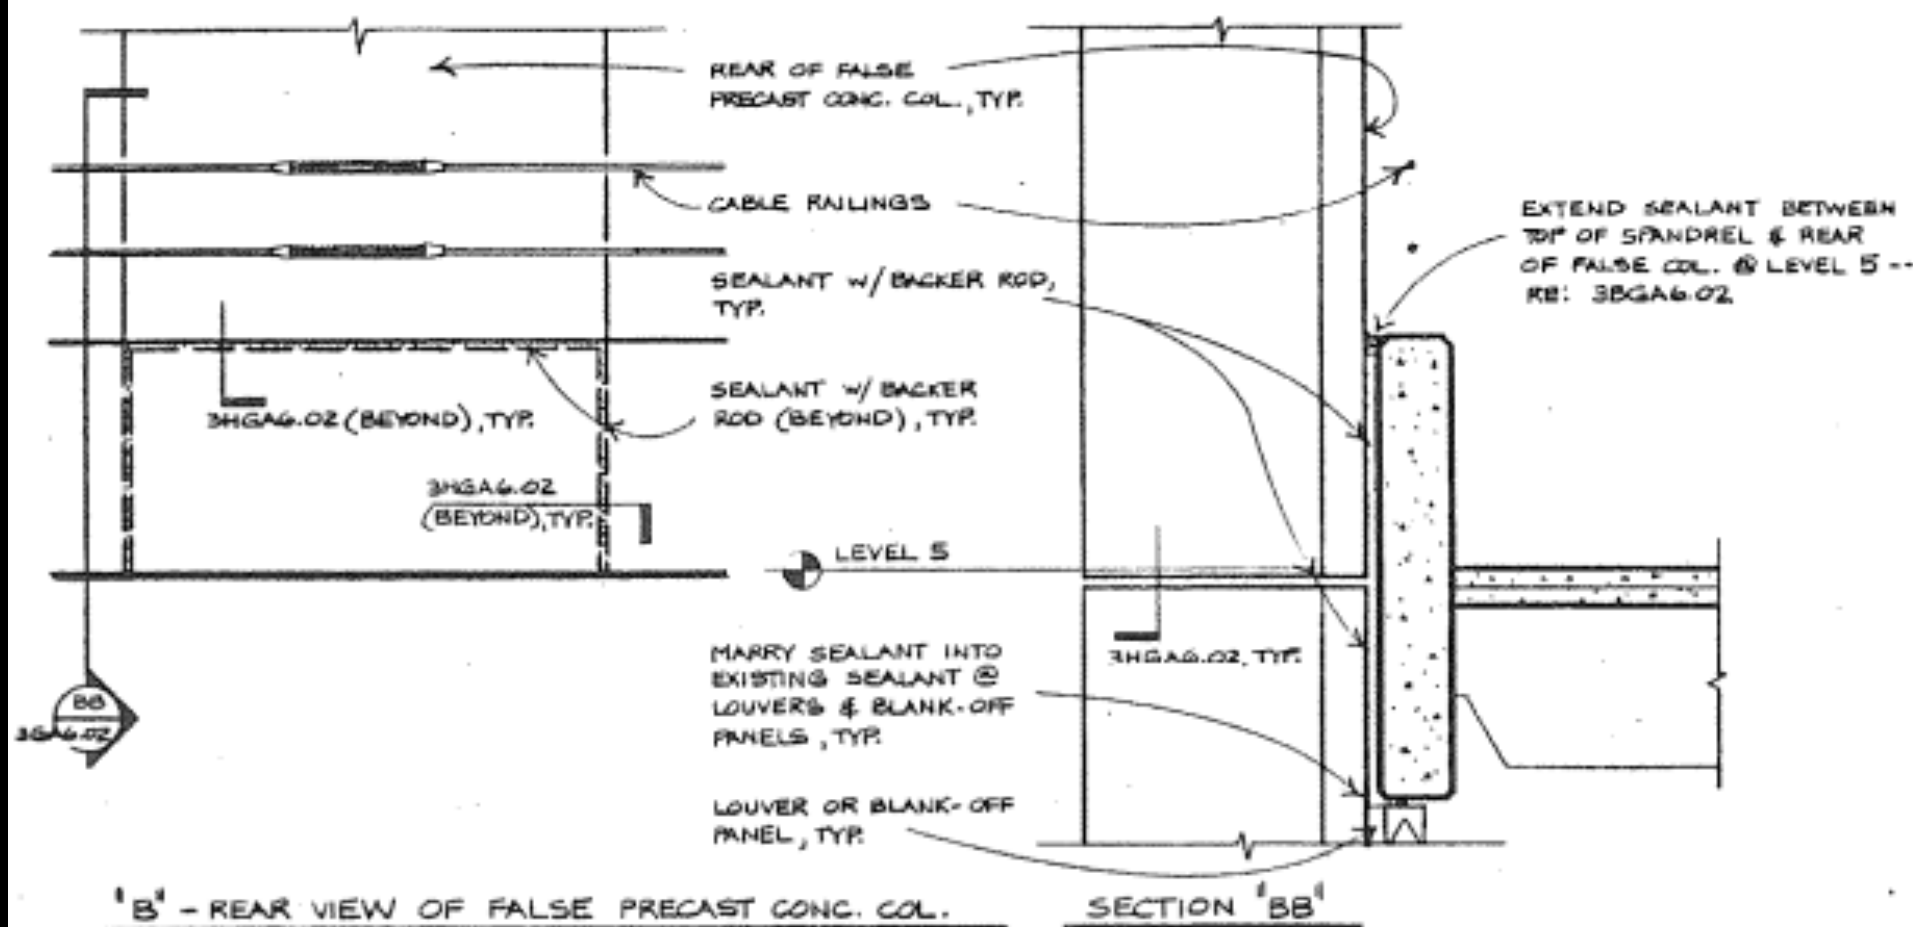 REAR OF FALSE
PRECAST CONC. COL., TYP.
CABLE RAILINGS
EXTEND SEALANT BETWEEN
TOP OF SPANDREL & REAR
OF FALSE COL. @ LEVEL 5 --
RE: 3BGA6.02
SEALANT W/ BACKER ROD,
TYP.
SEALANT W/ BACKER
ROD (BEYOND), TYP.
3HGA6.02 (BEYOND), TYP.
3HGA6.02
(BEYOND), TYP.
LEVEL 5
MARRY SEALANT INTO
EXISTING SEALANT @
LOUVERS & BLANK-OFF
PANELS, TYP.
3HGA6.02, TYP.
BB
3GA6.02
LOUVER OR BLANK-OFF
PANEL, TYP.
"B" - REAR VIEW OF FALSE PRECAST CONC. COL.
SECTION "BB"